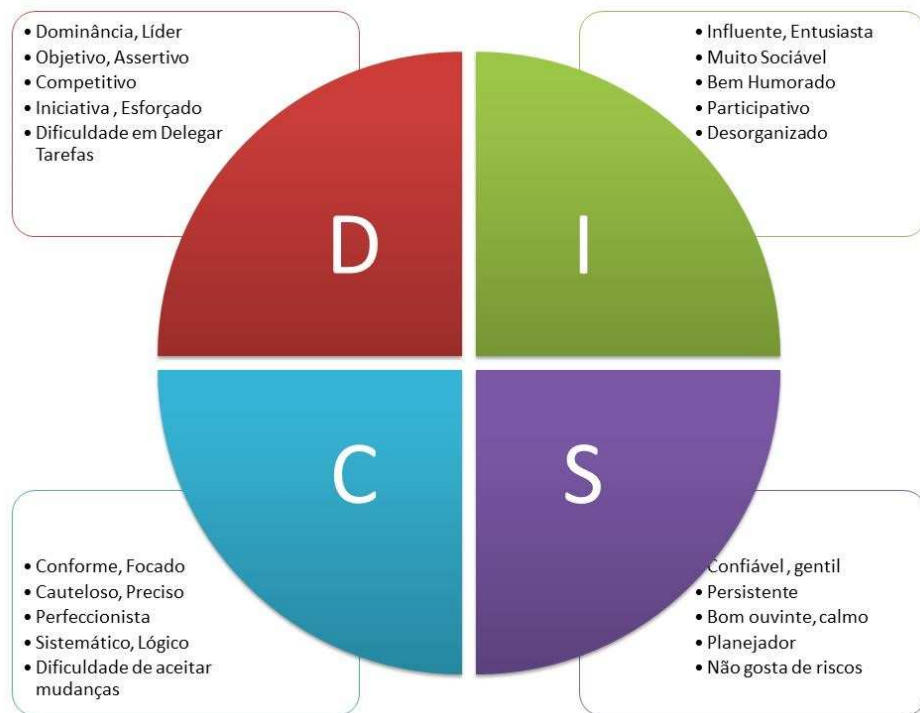 • Dominância, Líder
• Objetivo, Assertivo
• Competitivo
• Iniciativa , Esforçado
• Dificuldade em Delegar
Tarefas
• Influente, Entusiasta
• Muito Sociável
• Bem Humorado
• Participativo
• Desorganizado
D
I
C
S
• Conforme, Focado
• Cauteloso, Preciso
• Perfeccionista
• Sistemático, Lógico
• Dificuldade de aceitar
mudanças
Confiável , gentil
• Persistente
• Bom ouvinte, calmo
• Planejador
• Não gosta de riscos